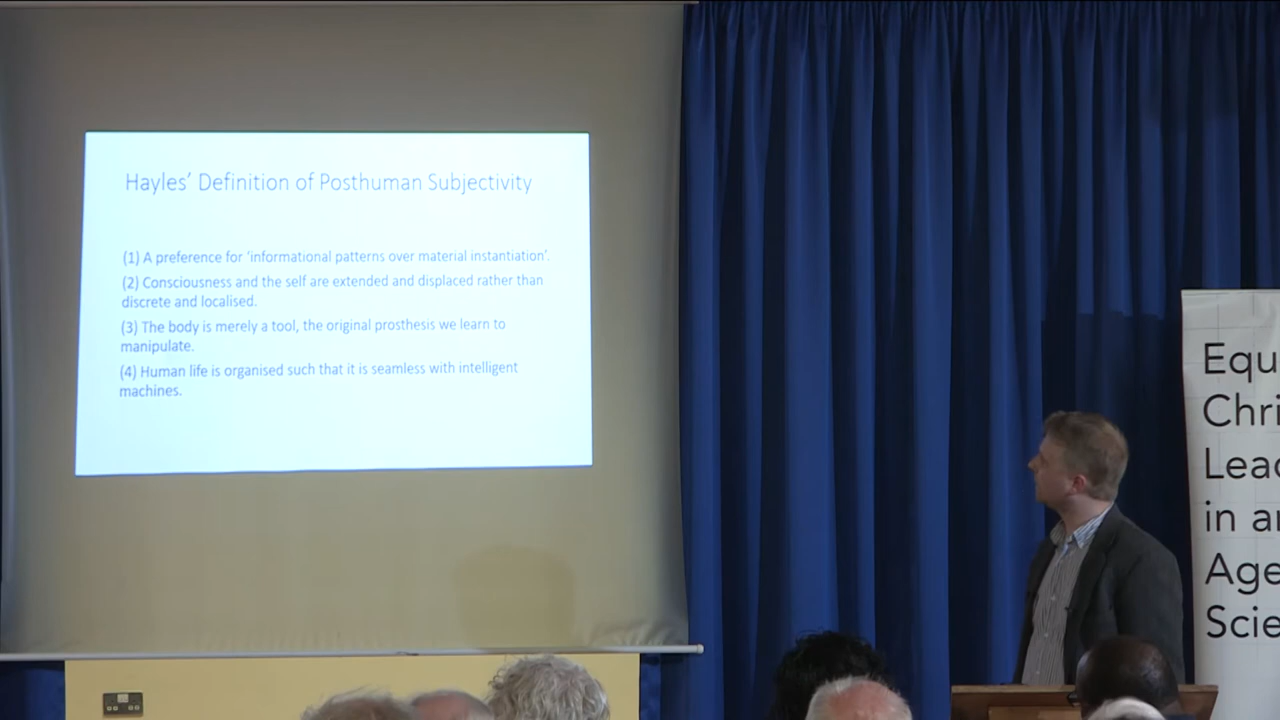 Hayles’ Definition of Posthuman Subjectivity
(1) A preference for ‘informational patterns over material instantiation’.
(2) Consciousness and the self are extended and displaced rather than
discrete and localised.
(3) The body is merely a tool, the original prosthesis we learn to
manipulate.
(4) Human life is organised such that it is seamless with intelligent
machines.
Equ
Chri
Lead
in an
Age
Scie